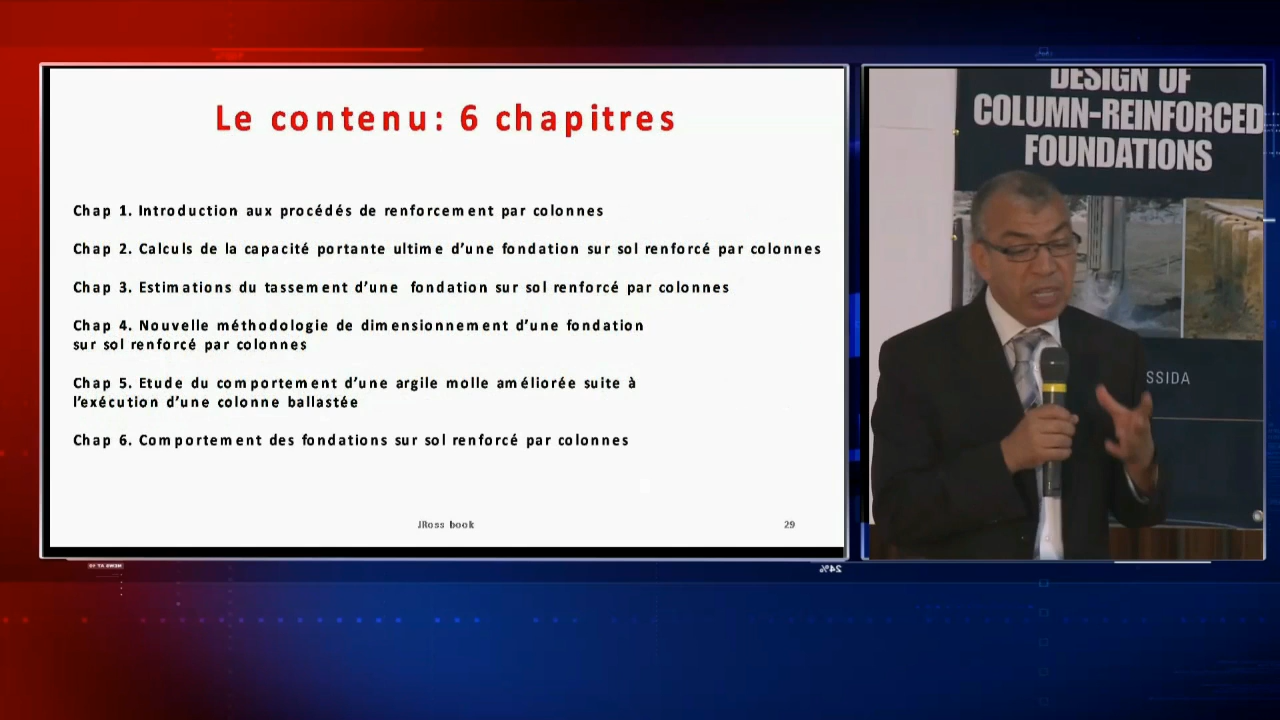 Le contenu: 6 chapitres
Chap 1. Introduction aux procédés de renforcement par colonnes
Chap 2. Calculs de la capacité portante ultime d’une fondation sur sol renforcé par colonnes
Chap 3. Estimations du tassement d’une fondation sur sol renforcé par colonnes
Chap 4. Nouvelle méthodologie de dimensionnement d’une fondation
sur sol renforcé par colonnes
Chap 5. Etude du comportement d’une argile molle améliorée suite à
l’exécution d’une colonne ballastée
Chap 6. Comportement des fondations sur sol renforcé par colonnes
JRoss book
29
DESIGN OF
COLUMN-REINFORCED
FOUNDATIONS
SSIDA
24%